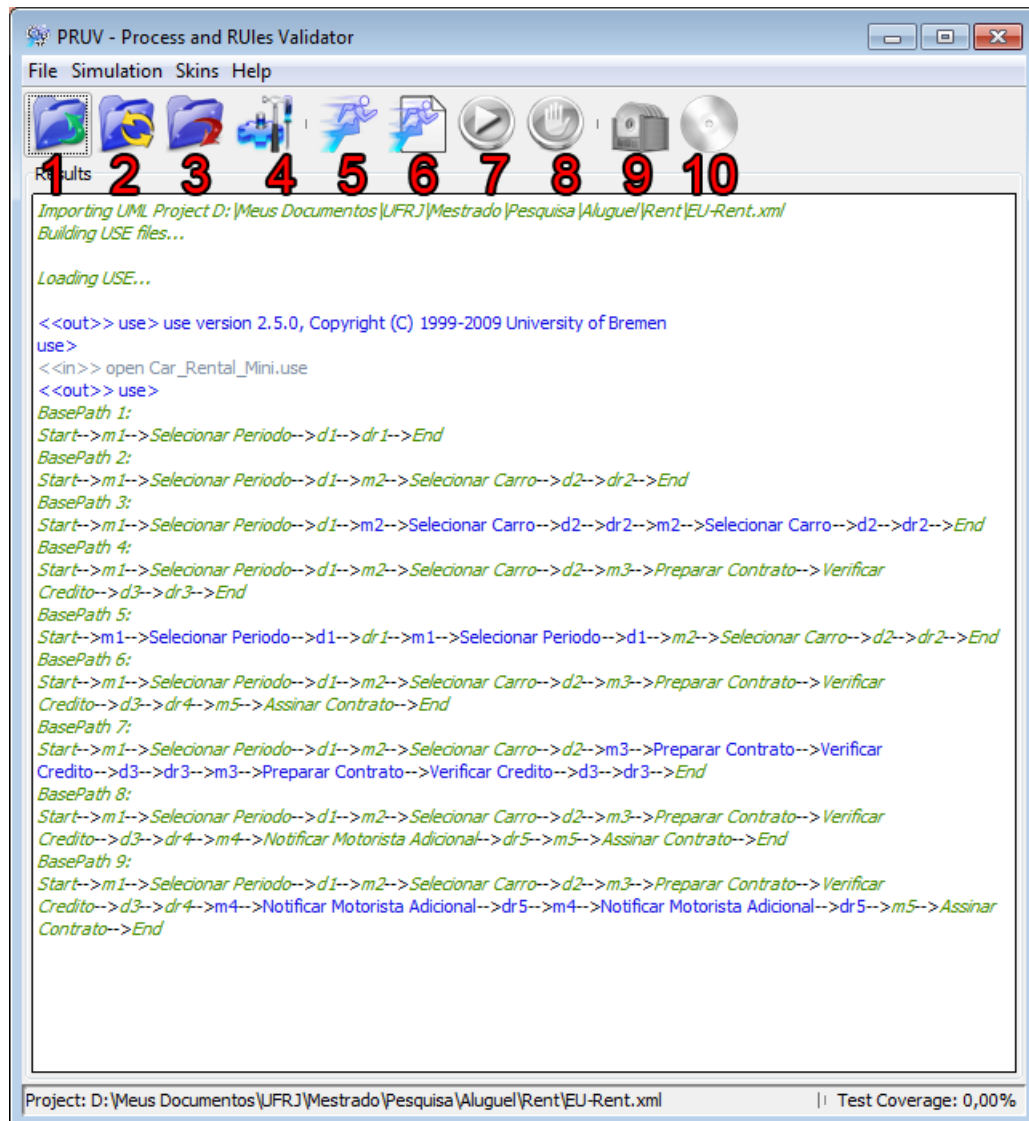 PRUV - Process and RUles Validator
File Simulation Skins Help
1 2 3 4 5 6 7 8 9 10
Results
Importing UML Project D:\Meus Documentos\UFRJ\Mestrado\Pesquisa\Aluguel\Rent\EU-Rent.xml
Building USE files...
Loading USE...
<<out>> use> use version 2.5.0, Copyright (C) 1999-2009 University of Bremen
use>
<<in>> open Car_Rental_Mini.use
<<out>> use>
BasePath 1:
Start-->m1-->Selecionar Periodo-->d1-->dr1-->End
BasePath 2:
Start-->m1-->Selecionar Periodo-->d1-->m2-->Selecionar Carro-->d2-->dr2-->End
BasePath 3:
Start-->m1-->Selecionar Periodo-->d1-->m2-->Selecionar Carro-->d2-->dr2-->m2-->Selecionar Carro-->d2-->dr2-->End
BasePath 4:
Start-->m1-->Selecionar Periodo-->d1-->m2-->Selecionar Carro-->d2-->m3-->Preparar Contrato-->Verificar
Credito-->d3-->dr3-->End
BasePath 5:
Start-->m1-->Selecionar Periodo-->d1-->dr1-->m1-->Selecionar Periodo-->d1-->m2-->Selecionar Carro-->d2-->dr2-->End
BasePath 6:
Start-->m1-->Selecionar Periodo-->d1-->m2-->Selecionar Carro-->d2-->m3-->Preparar Contrato-->Verificar
Credito-->d3-->dr4-->m5-->Assinar Contrato-->End
BasePath 7:
Start-->m1-->Selecionar Periodo-->d1-->m2-->Selecionar Carro-->d2-->m3-->Preparar Contrato-->Verificar
Credito-->d3-->dr3-->m3-->Preparar Contrato-->Verificar Credito-->d3-->dr3-->End
BasePath 8:
Start-->m1-->Selecionar Periodo-->d1-->m2-->Selecionar Carro-->d2-->m3-->Preparar Contrato-->Verificar
Credito-->d3-->dr4-->m4-->Notificar Motorista Adicional-->dr5-->m5-->Assinar Contrato-->End
BasePath 9:
Start-->m1-->Selecionar Periodo-->d1-->m2-->Selecionar Carro-->d2-->m3-->Preparar Contrato-->Verificar
Credito-->d3-->dr4-->m4-->Notificar Motorista Adicional-->dr5-->m4-->Notificar Motorista Adicional-->dr5-->m5-->Assinar
Contrato-->End
Project: D:\Meus Documentos\UFRJ\Mestrado\Pesquisa\Aluguel\Rent\EU-Rent.xml Test Coverage: 0,00%